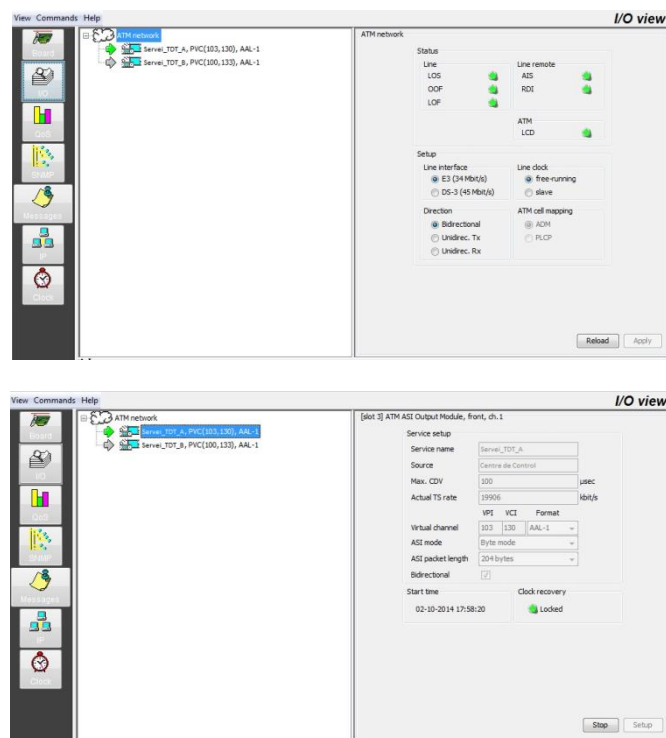 View Commands Help
I/O view
Board
I/O
QoS
SNMP
Messages
IP
Clock
ATM network
Servei_TDT_A, PVC(103,130), AAL-1
Servei_TDT_B, PVC(100,133), AAL-1
ATM network
Status
Line
Line remote
LOS
AIS
OOF
RDI
LOF
ATM
LCD
Setup
Line interface
Line clock
E3 (34 Mbit/s)
free-running
DS-3 (45 Mbit/s)
slave
Direction
ATM cell mapping
Bidirectional
ADM
Unidirec. Tx
PLCP
Unidirec. Rx
Reload Apply
View Commands Help
I/O view
Board
I/O
QoS
SNMP
Messages
IP
Clock
ATM network
Servei_TDT_A, PVC(103,130), AAL-1
Servei_TDT_B, PVC(100,133), AAL-1
[slot 3] ATM ASI Output Module, front, ch.1
Service setup
Service name Servei_TDT_A
Source Centre de Control
Max. CDV 100 µsec
Actual TS rate 19906 kbit/s
VPI VCI Format
Virtual channel 103 130 AAL-1
ASI mode Byte mode
ASI packet length 204 bytes
Bidirectional
Start time Clock recovery
02-10-2014 17:58:20 Locked
Stop Setup